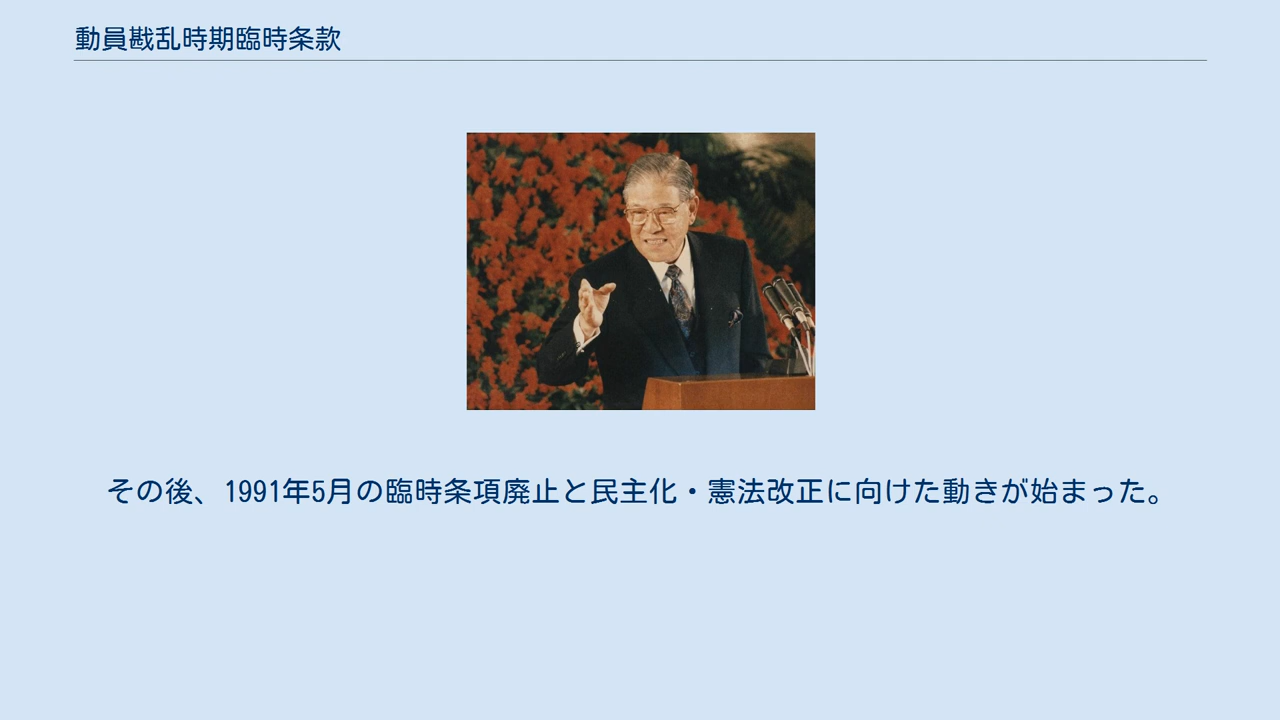 動員戡乱時期臨時条款
その後、1991年5月の臨時条項廃止と民主化・憲法改正に向けた動きが始まった。